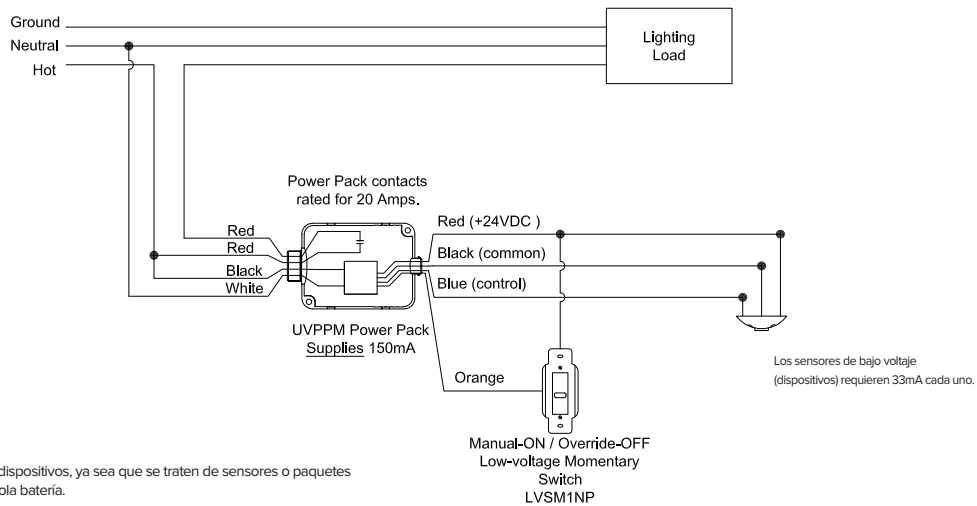 Ground
Neutral
Hot
Lighting
Load
Power Pack contacts
rated for 20 Amps.
Red
Red
Black
White
Red (+24VDC )
Black (common)
Blue (control)
UVPPM Power Pack
Supplies 150mA
Orange
Los sensores de bajo voltaje
(dispositivos) requieren 33mA cada uno.
Manual-ON / Override-OFF
Low-voltage Momentary
Switch
LVSM1NP
dispositivos, ya sea que se traten de sensores o paquetes
ola batería.